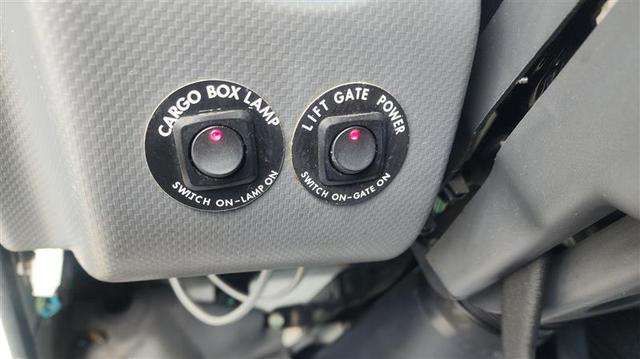 CARGO BOX LAMP
SWITCH ON-LAMP ON
LIFT GATE POWER
SWITCH ON-GATE ON